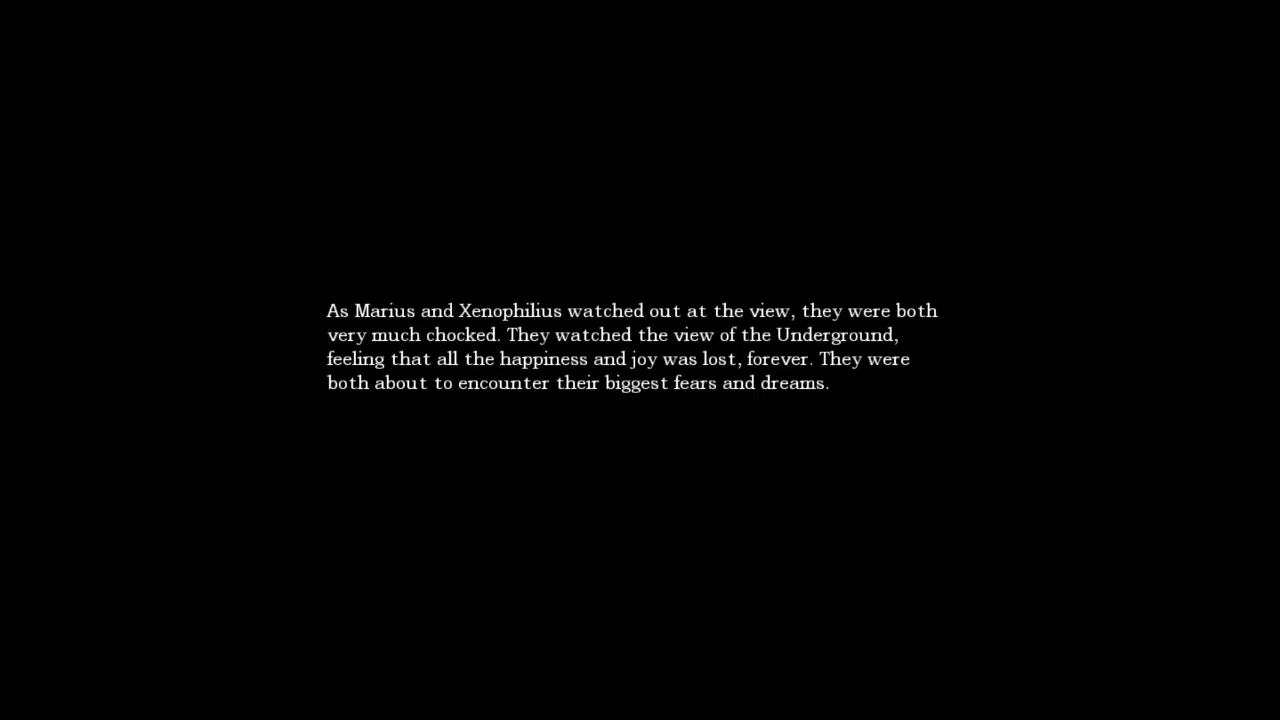 As Marius and Xenophilius watched out at the view, they were both
very much chocked. They watched the view of the Underground,
feeling that all the happiness and joy was lost, forever. They were
both about to encounter their biggest fears and dreams.